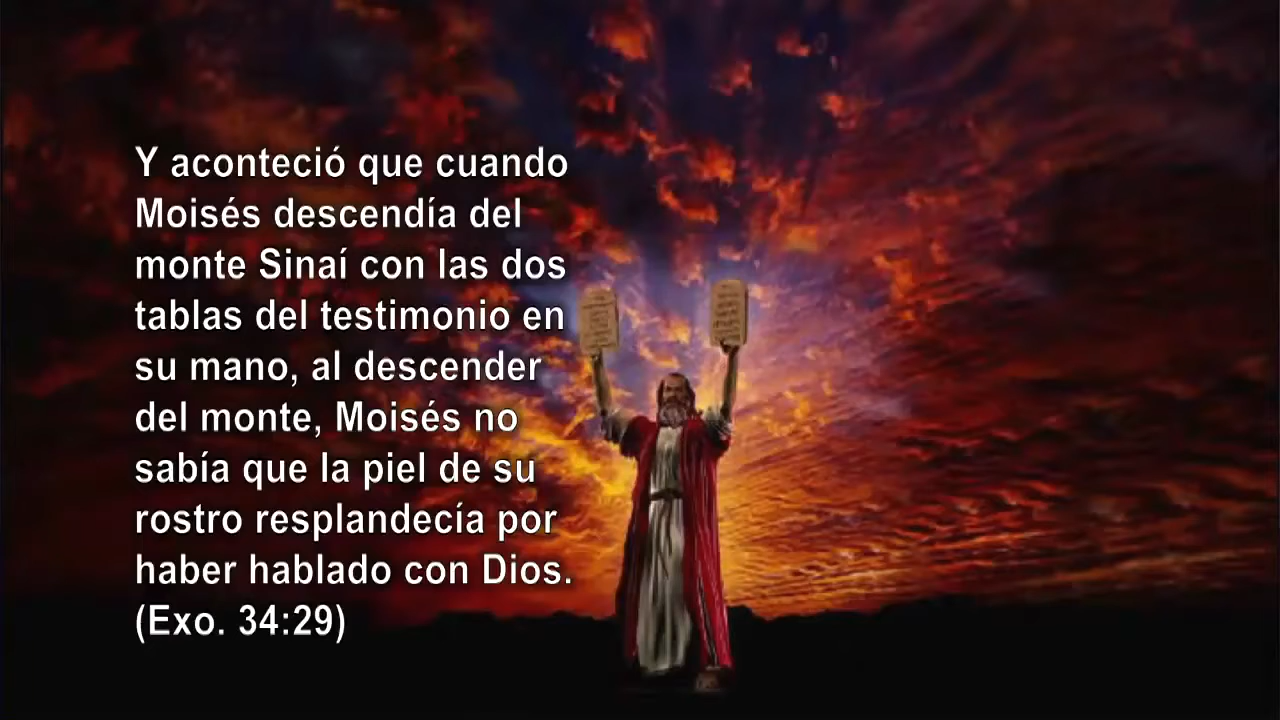 Y aconteció que cuando
Moisés descendía del
monte Sinaí con las dos
tablas del testimonio en
su mano, al descender
del monte, Moisés no
sabía que la piel de su
rostro resplandecía por
haber hablado con Dios.
(Exo. 34:29)